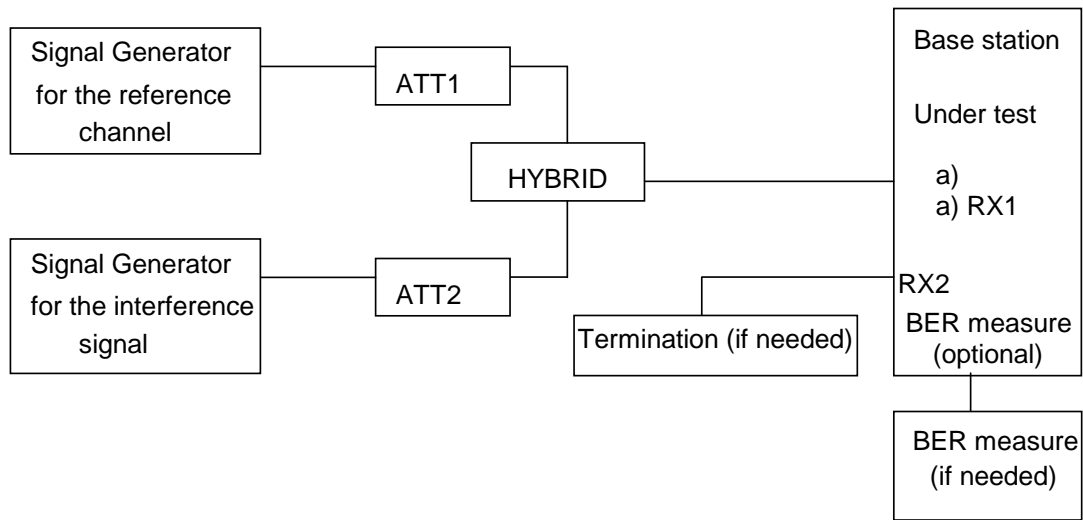 Signal Generator
for the reference
channel
ATT1
HYBRID
Signal Generator
for the interference
signal
ATT2
Termination (if needed)
Base station
Under test
a)
a) RX1
RX2
BER measure
(optional)
BER measure
(if needed)